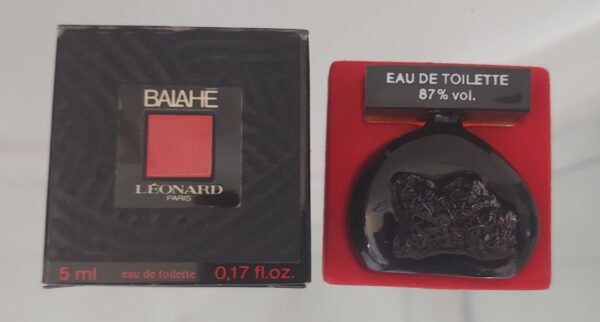 BALAHÉ
LÉONARD
PARIS
5 ml eau de toilette 0,17 fl.oz.
EAU DE TOILETTE
87% vol.